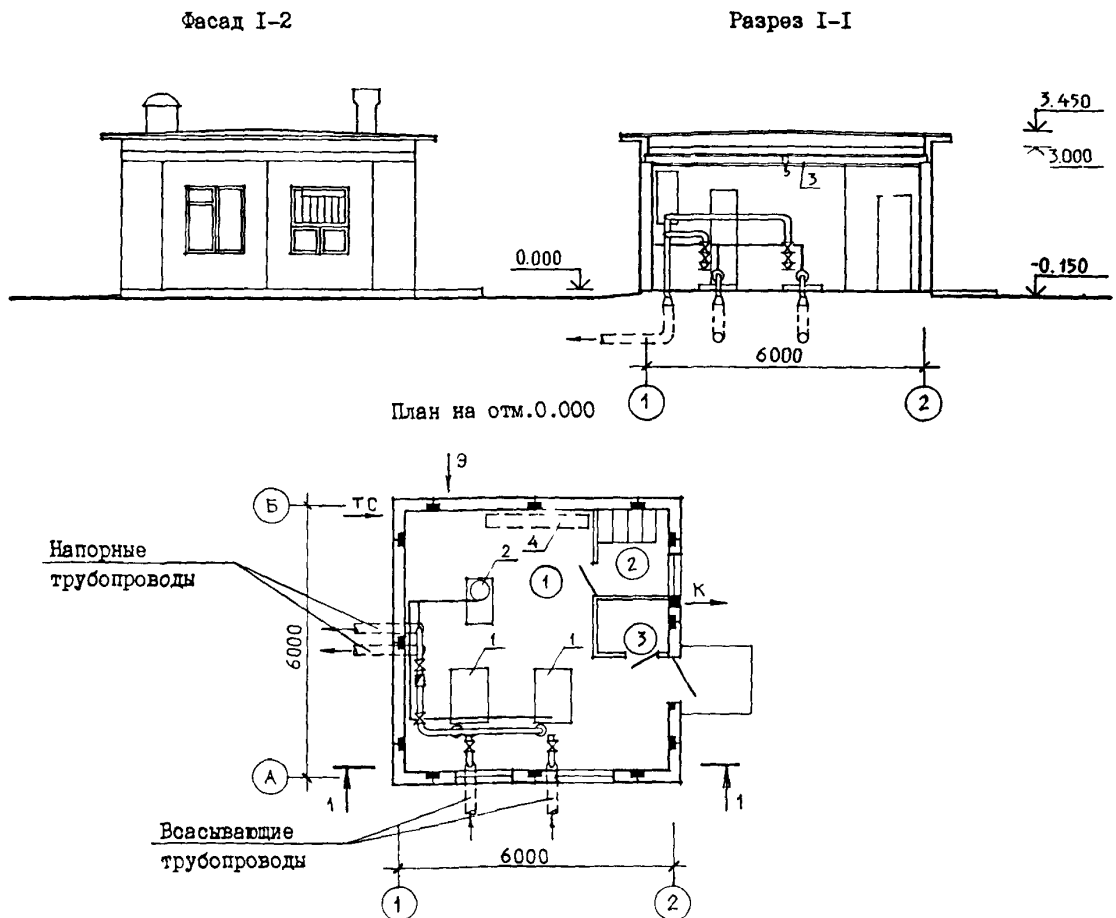 Фасад I-2
Разрез I-I
3.450
3.000
3
0.000
-0.150
6000
1
2
План на отм.0.000
Э
Б
ТС
4
2
2
1
К
Напорные
трубопроводы
3
6000
1
1
А
1
1
Всасывающие
трубопроводы
6000
1
2